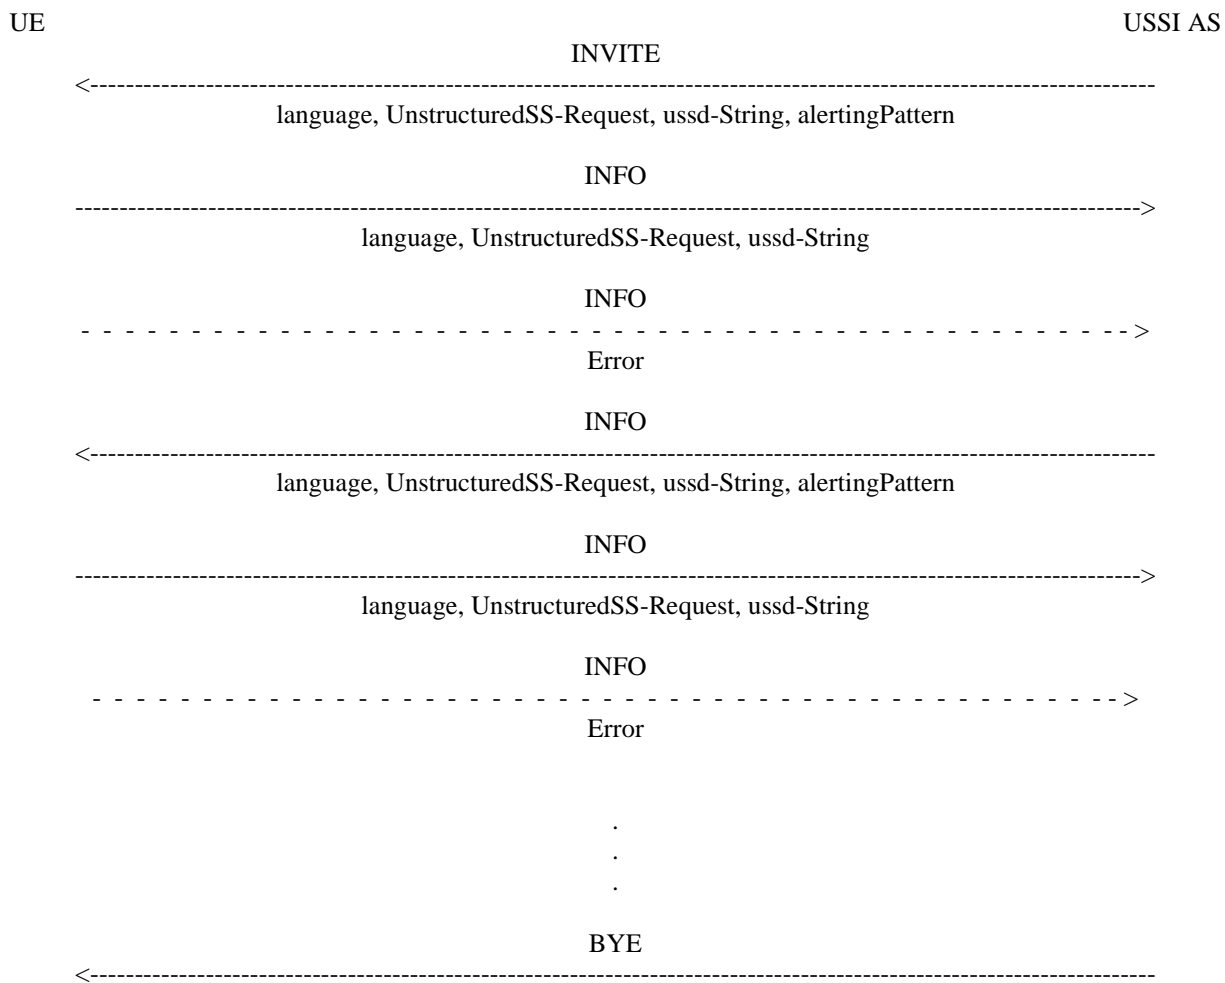 UE USSI AS
INVITE
<------------------------------------------------------------------------------------------------------------------------
language, UnstructuredSS-Request, ussd-String, alertingPattern
INFO
------------------------------------------------------------------------------------------------------------------------>
language, UnstructuredSS-Request, ussd-String
INFO
- - - - - - - - - - - - - - - - - - - - - - - - - - - - - - - - - - - - - - - - - - - - - - - ->
Error
INFO
<------------------------------------------------------------------------------------------------------------------------
language, UnstructuredSS-Request, ussd-String, alertingPattern
INFO
------------------------------------------------------------------------------------------------------------------------>
language, UnstructuredSS-Request, ussd-String
INFO
- - - - - - - - - - - - - - - - - - - - - - - - - - - - - - - - - - - - - - - - - - - - - - ->
Error
.
.
.
BYE
<------------------------------------------------------------------------------------------------------------------------